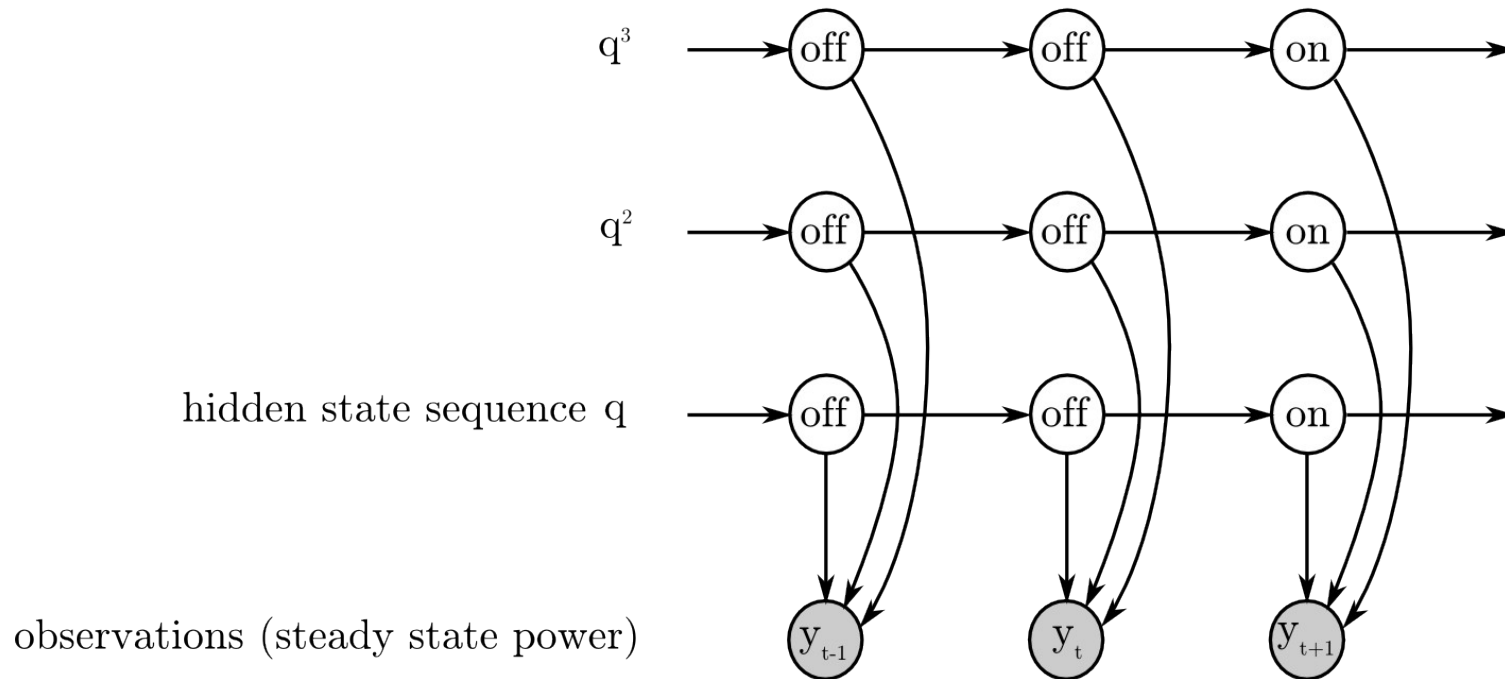 q³ off off on
q² off off on
hidden state sequence q off off on
observations (steady state power) yₜ₋₁ yₜ yₜ₊₁